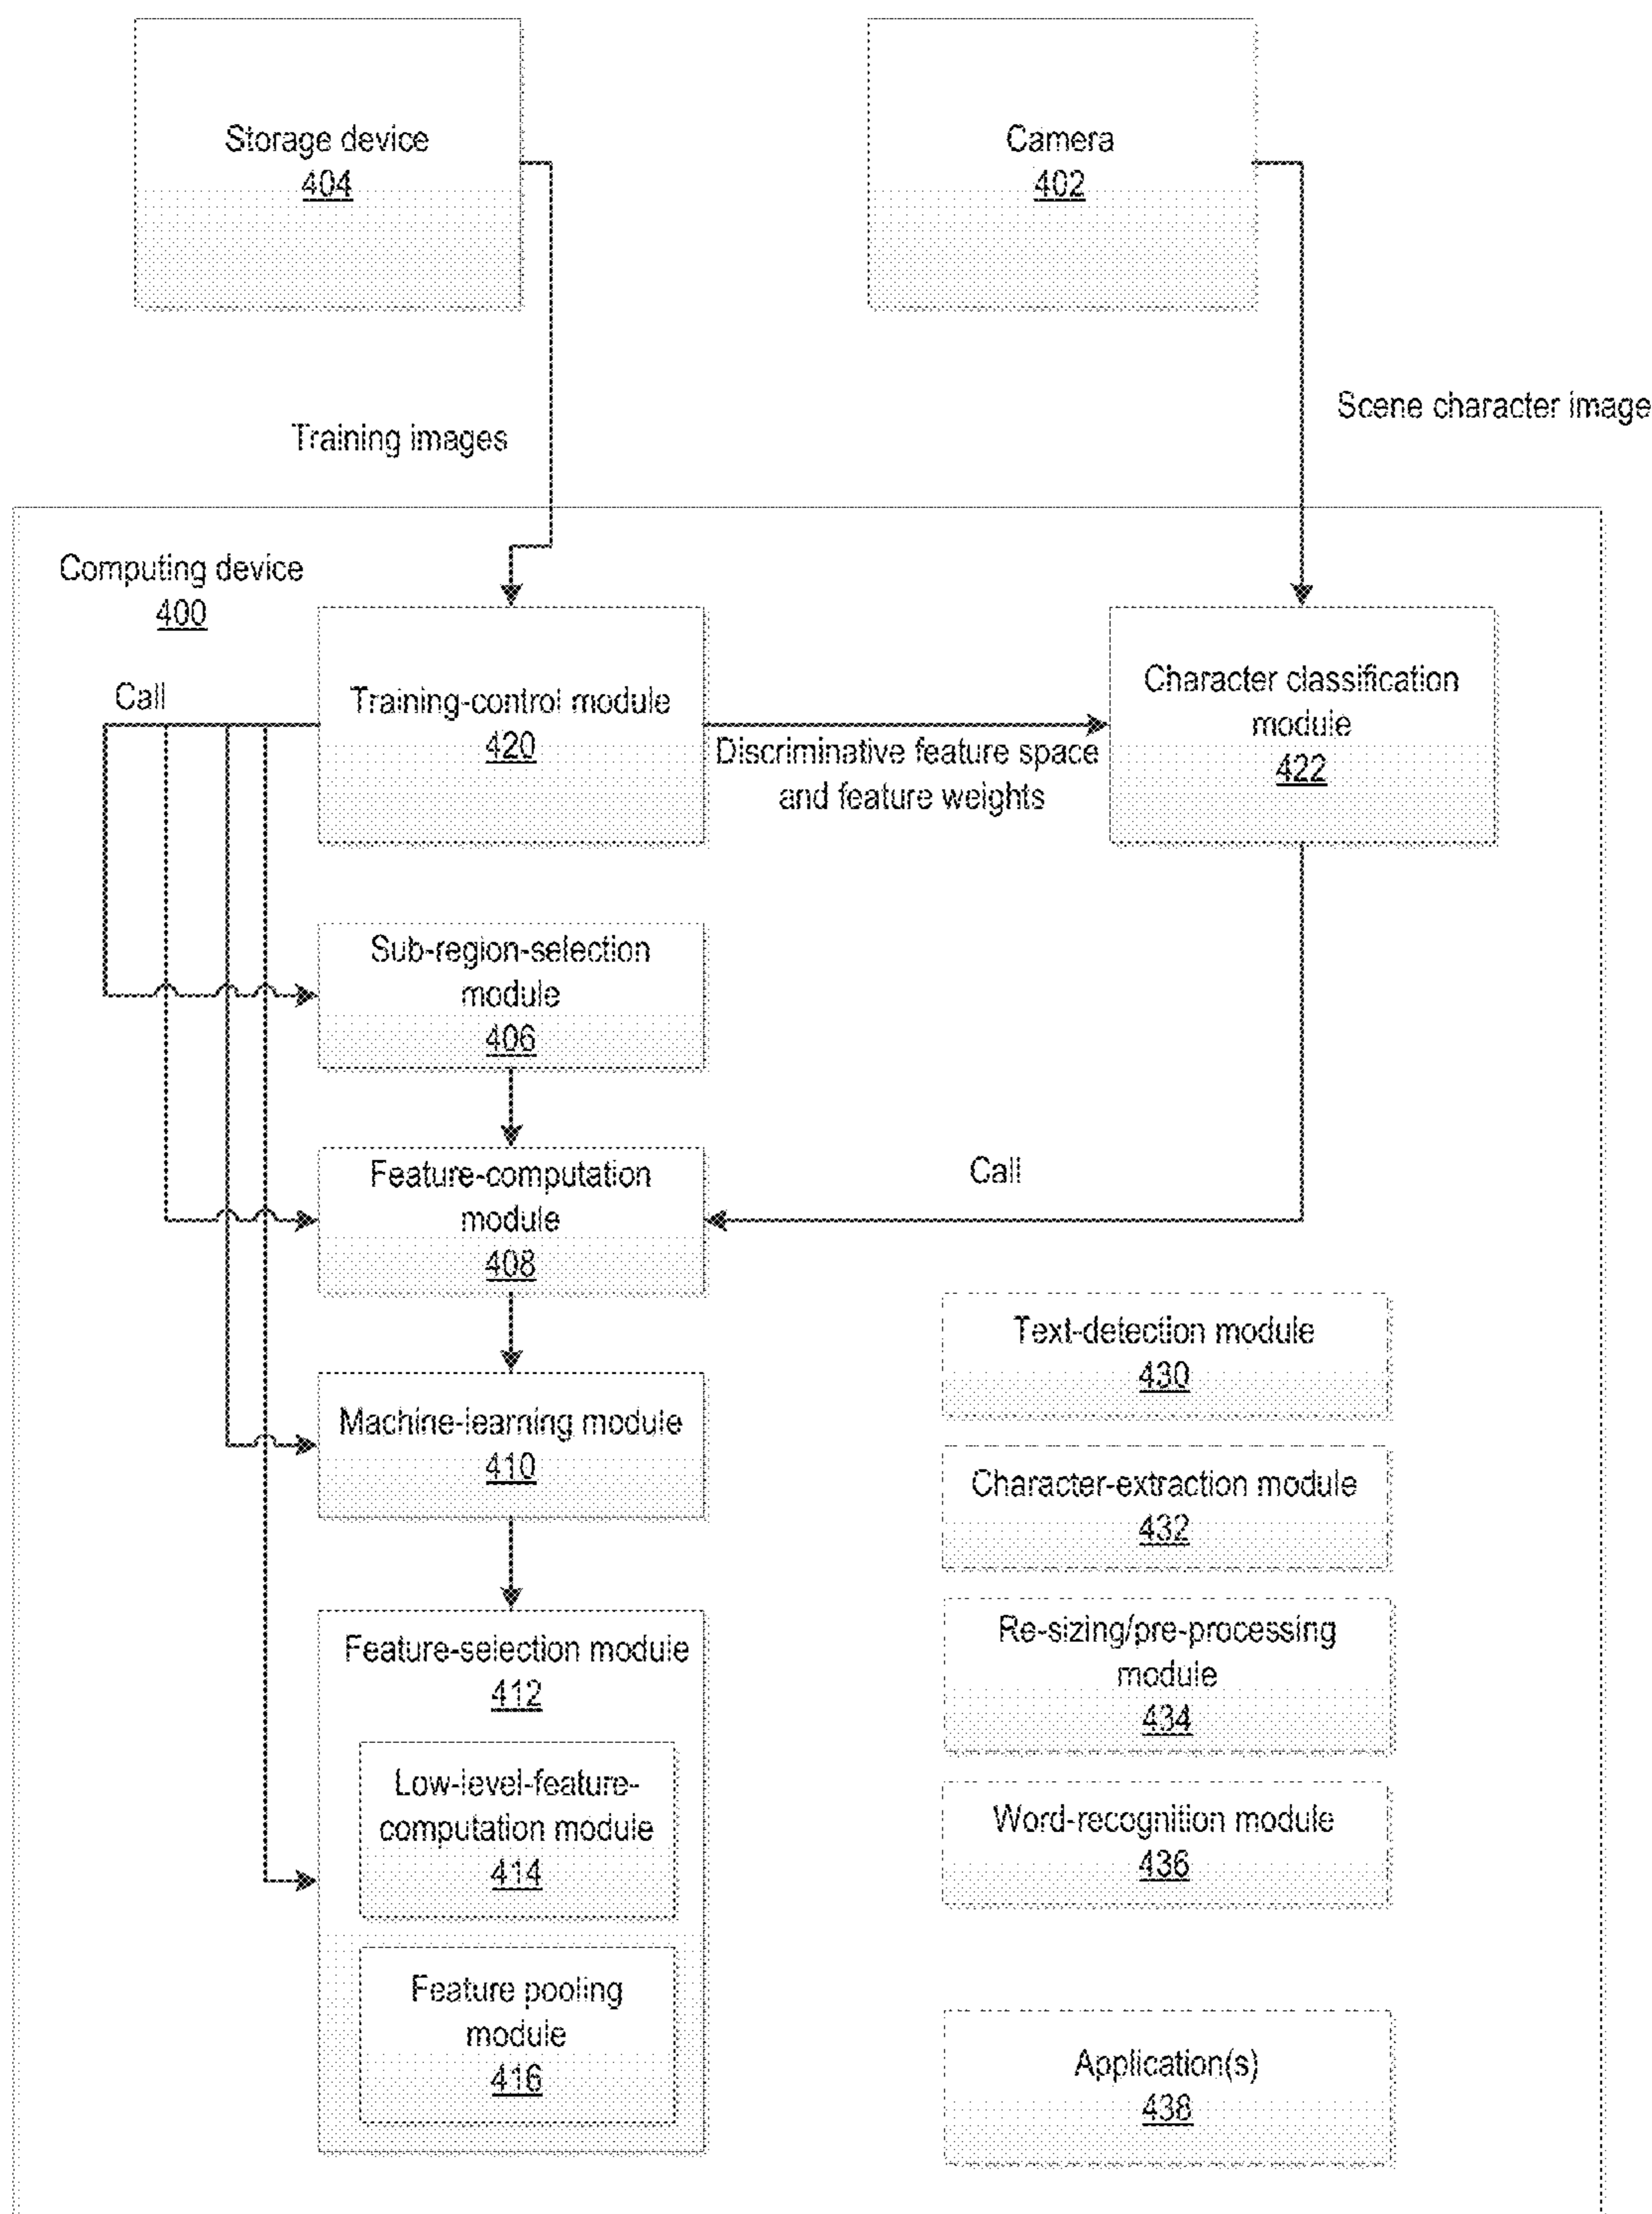 Storage device
404
Camera
402
Training images
Scene character image
Computing device
400
Call
Training-control module
420
Discriminative feature space
and feature weights
Character classification
module
422
Sub-region-selection
module
406
Feature-computation
module
408
Call
Machine-learning module
410
Text-detection module
430
Character-extraction module
432
Re-sizing/pre-processing
module
434
Word-recognition module
436
Application(s)
438
Feature-selection module
412
Low-level-feature-
computation module
414
Feature pooling
module
416